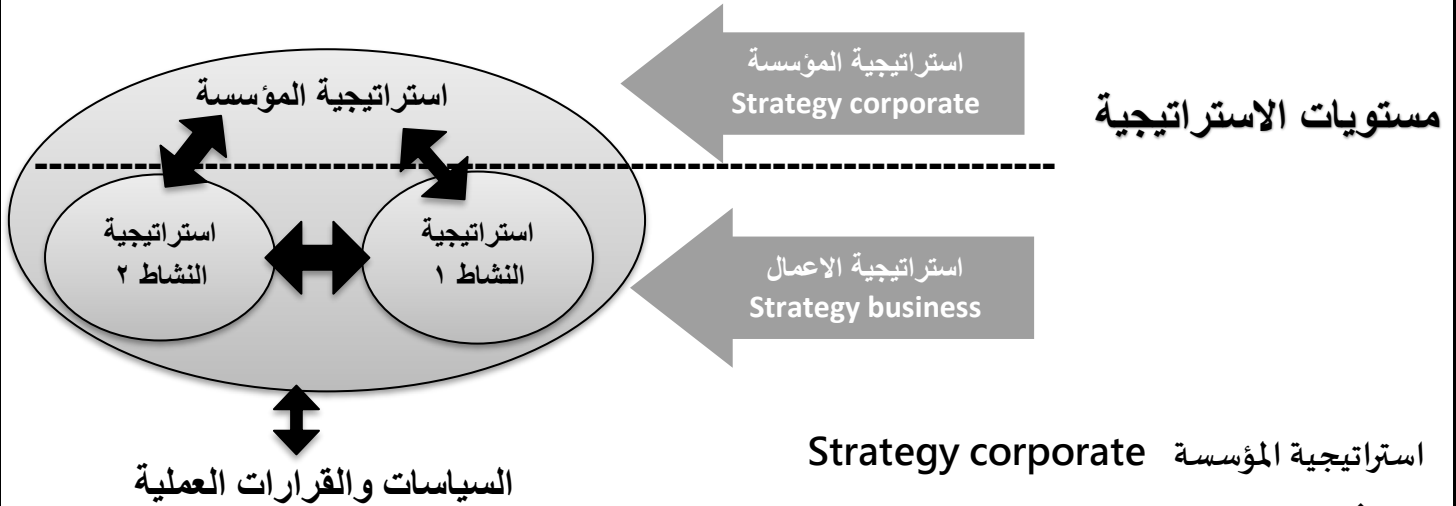 مستويات الاستراتيجية
استراتيجية المؤسسة
Strategy corporate
استراتيجية المؤسسة
استراتيجية
النشاط ١
استراتيجية
النشاط ٢
استراتيجية الاعمال
Strategy business
السياسات والقرارات العملية
استراتيجية المؤسسة Strategy corporate